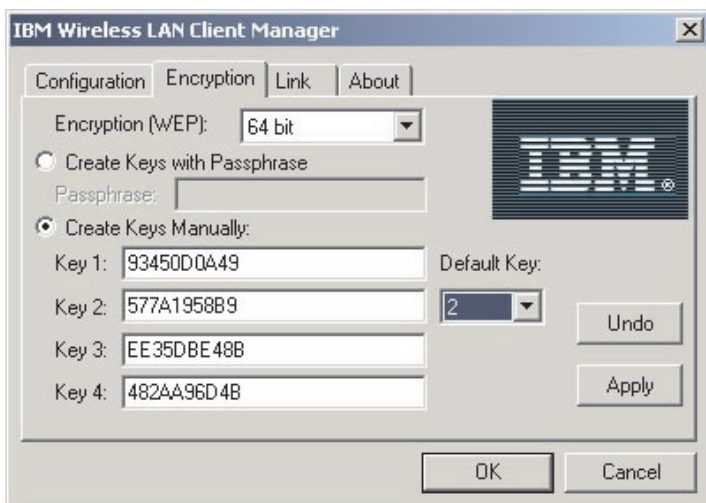 IBM Wireless LAN Client Manager
Configuration
Encryption
Link
About
Encryption (WEP):
64 bit
IBM®
Create Keys with Passphrase
Passphrase:
Create Keys Manually:
Key 1:
93450D0A49
Default Key:
Key 2:
577A1958B9
2
Undo
Key 3:
EE35DBE48B
Key 4:
482AA96D4B
Apply
OK
Cancel